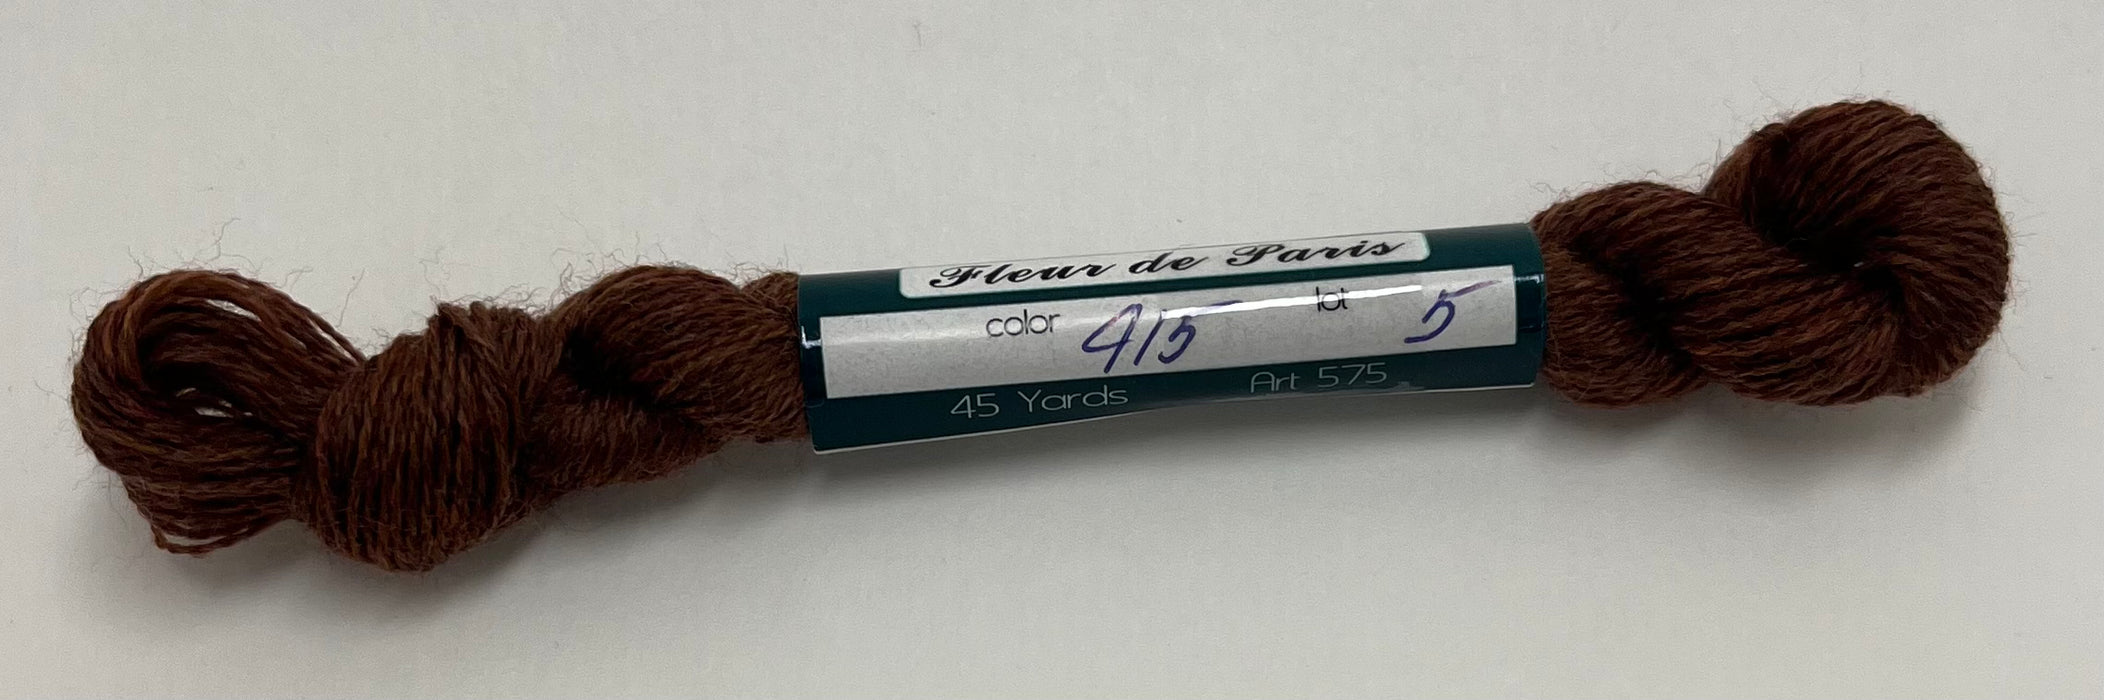 Fleur de Paris
color 415 lot 5
45 Yards Art 575